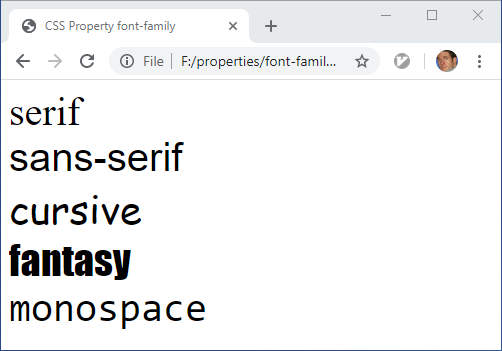 CSS Property font-family
File F:/properties/font-famil...
serif
sans-serif
cursive
fantasy
monospace